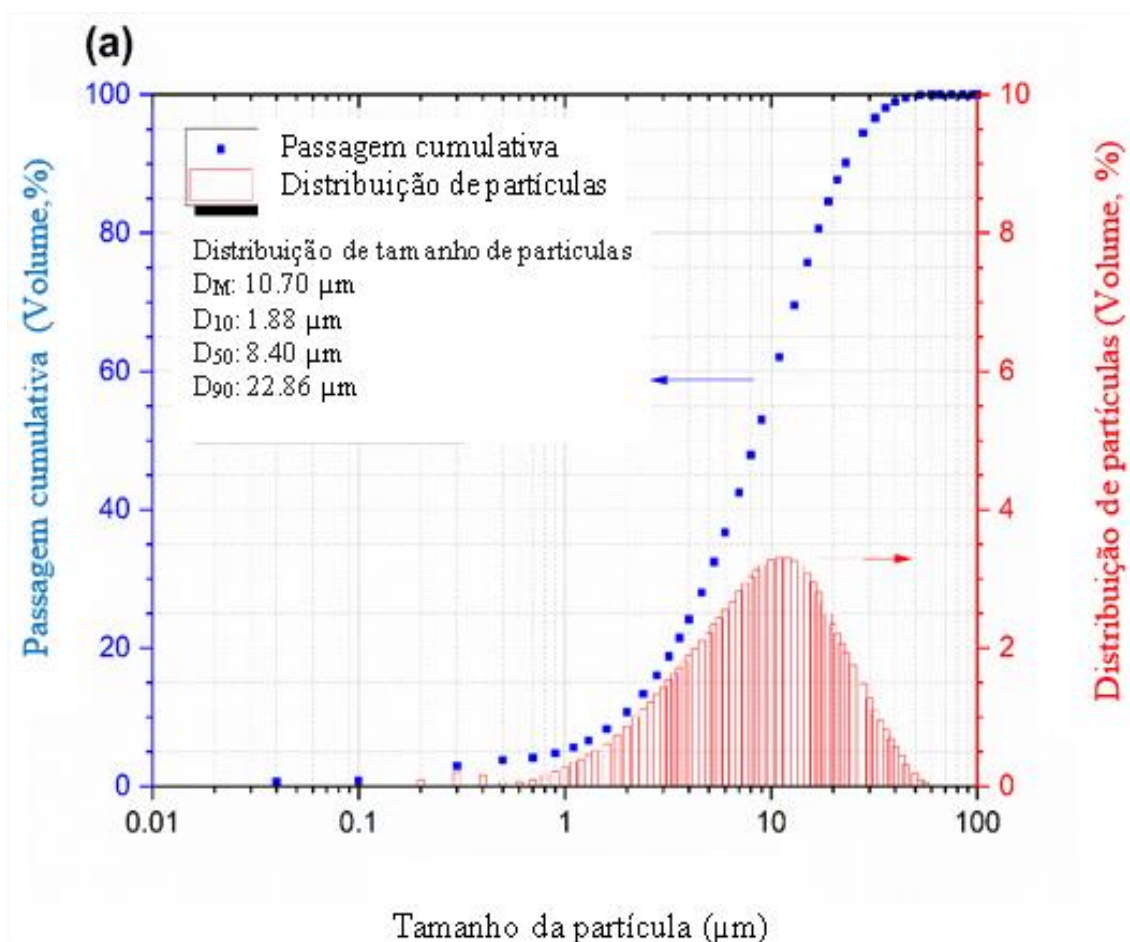 (a)
Passagem cumulativa (Volume,%)
100
80
60
40
20
0
Passagem cumulativa
Distribuição de partículas
Distribuição de tamanho de particulas
DM: 10.70 µm
D10: 1.88 µm
D50: 8.40 µm
D90: 22.86 µm
10
8
6
4
2
0
Distribuição de partículas (Volume, %)
0.01 0.1 1 10 100
Tamanho da partícula (µm)